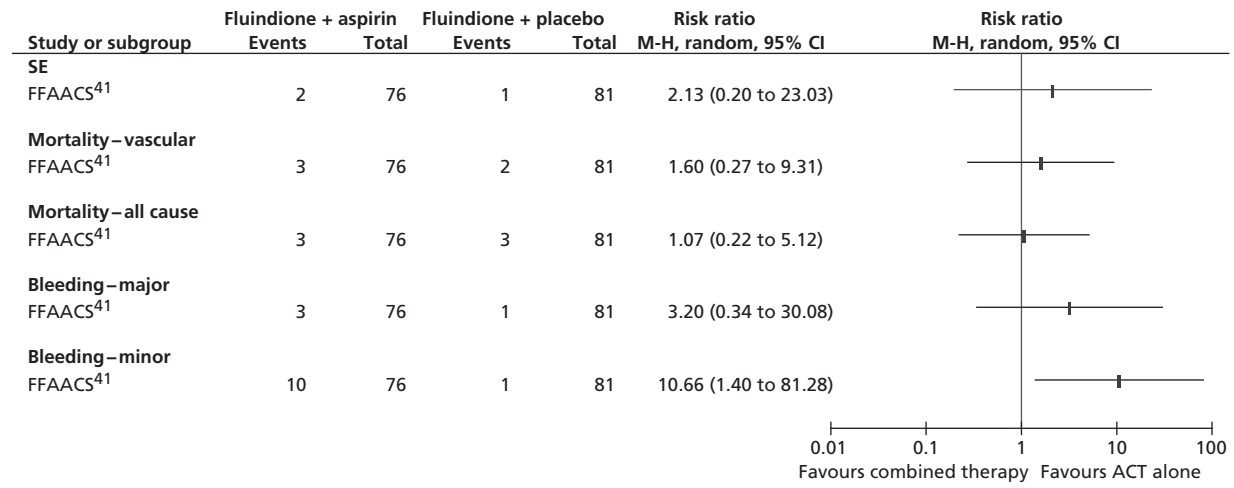 Fluindione + aspirin Fluindione + placebo Risk ratio Risk ratio
Study or subgroup Events Total Events Total M-H, random, 95% CI M-H, random, 95% CI
SE
FFAACS41 2 76 1 81 2.13 (0.20 to 23.03)
Mortality–vascular
FFAACS41 3 76 2 81 1.60 (0.27 to 9.31)
Mortality–all cause
FFAACS41 3 76 3 81 1.07 (0.22 to 5.12)
Bleeding–major
FFAACS41 3 76 1 81 3.20 (0.34 to 30.08)
Bleeding–minor
FFAACS41 10 76 1 81 10.66 (1.40 to 81.28)
0.01 0.1 1 10 100
Favours combined therapy Favours ACT alone